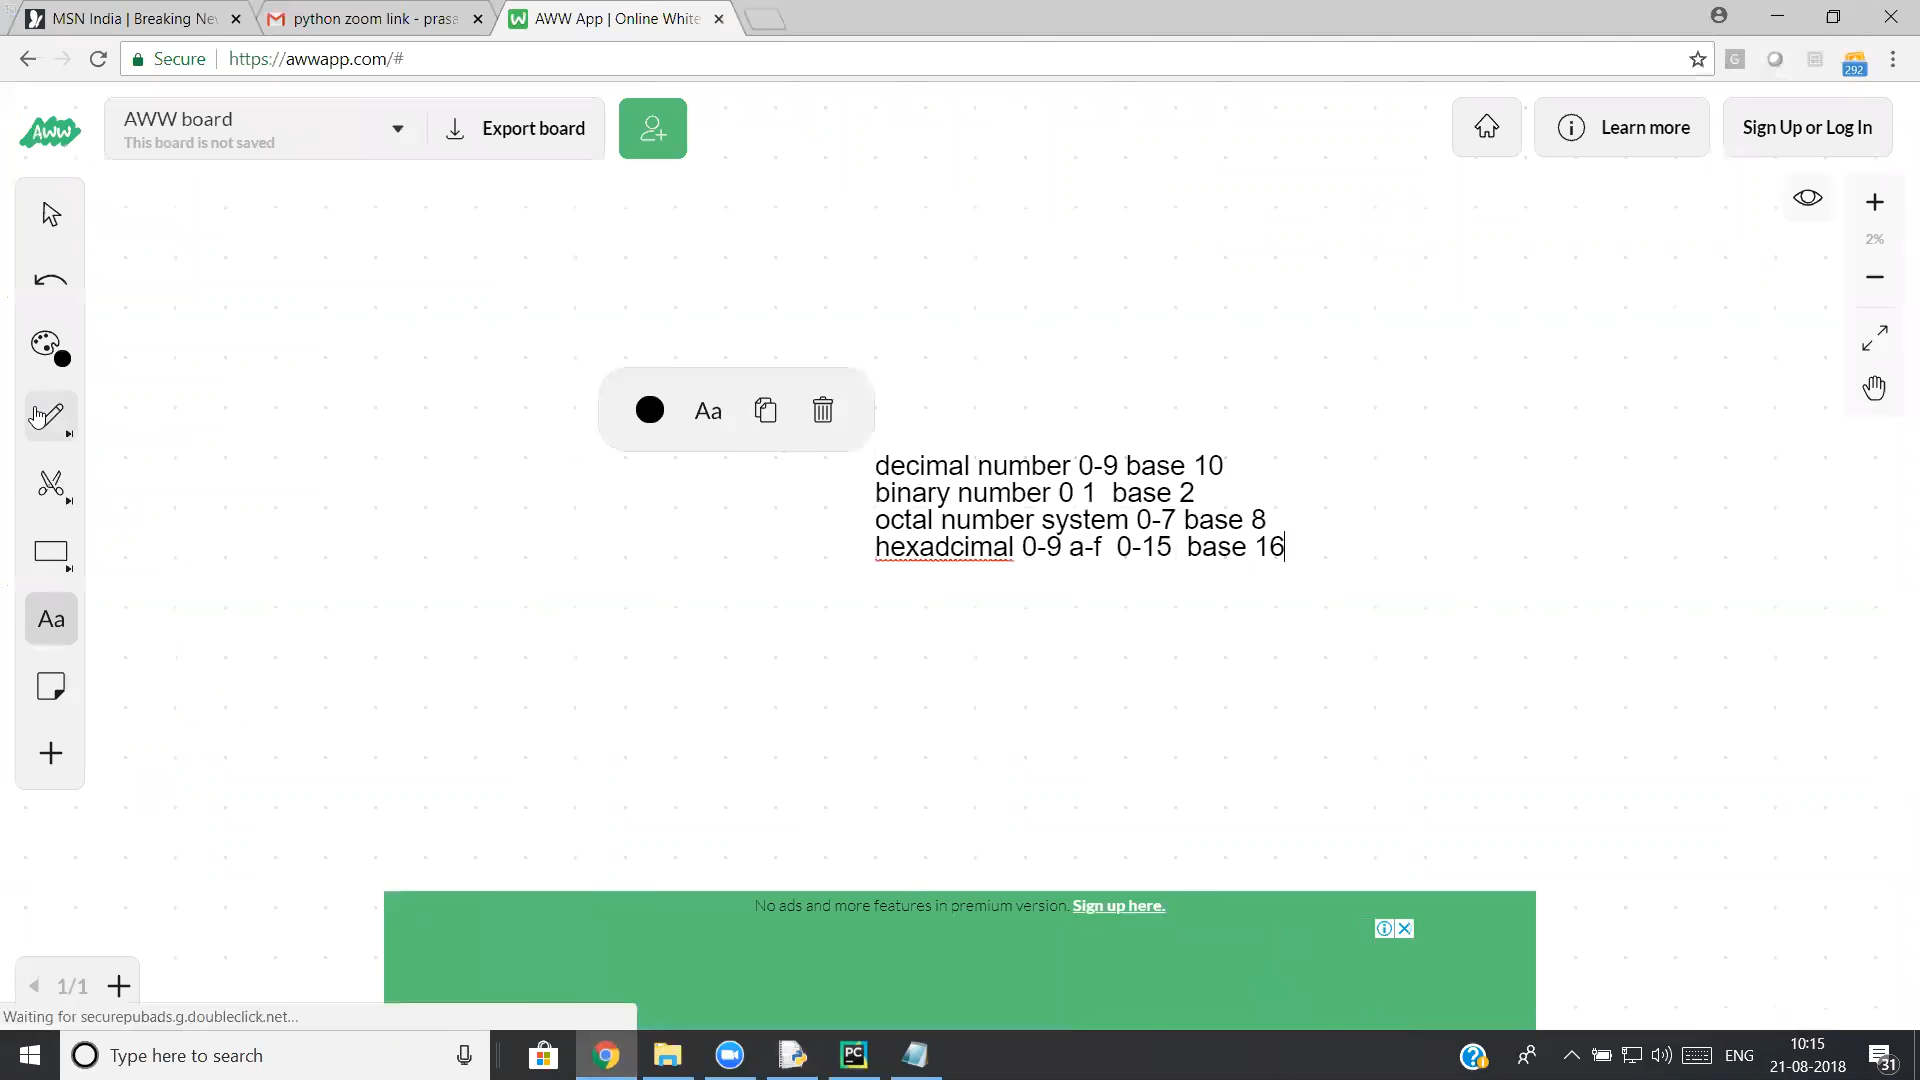 MSN India | Breaking Ne
python zoom link - prasa
AWW App | Online White
Secure
https://awwapp.com/#
292
AWW
AWW board
This board is not saved
Export board
Learn more
Sign Up or Log In
2%
Aa
decimal number 0-9 base 10
binary number 0 1  base 2
octal number system 0-7 base 8
hexadcimal 0-9 a-f  0-15  base 16
Aa
No ads and more features in premium version. Sign up here.
1/1
Waiting for securepubads.g.doubleclick.net...
Type here to search
PC
ENG
10:15
21-08-2018
31